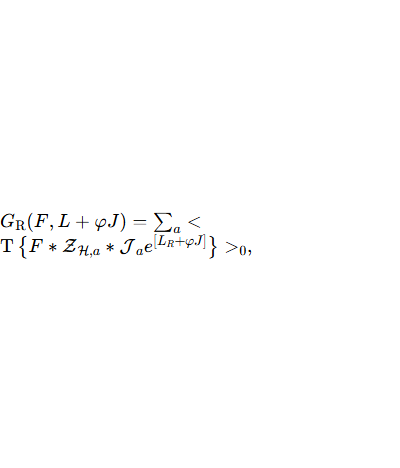 G_R(F, L + φJ) = ∑_a <
T {F * 𝒵_{ℋ,a} * 𝒥_a e^{[L_R+φJ]}} >_0,